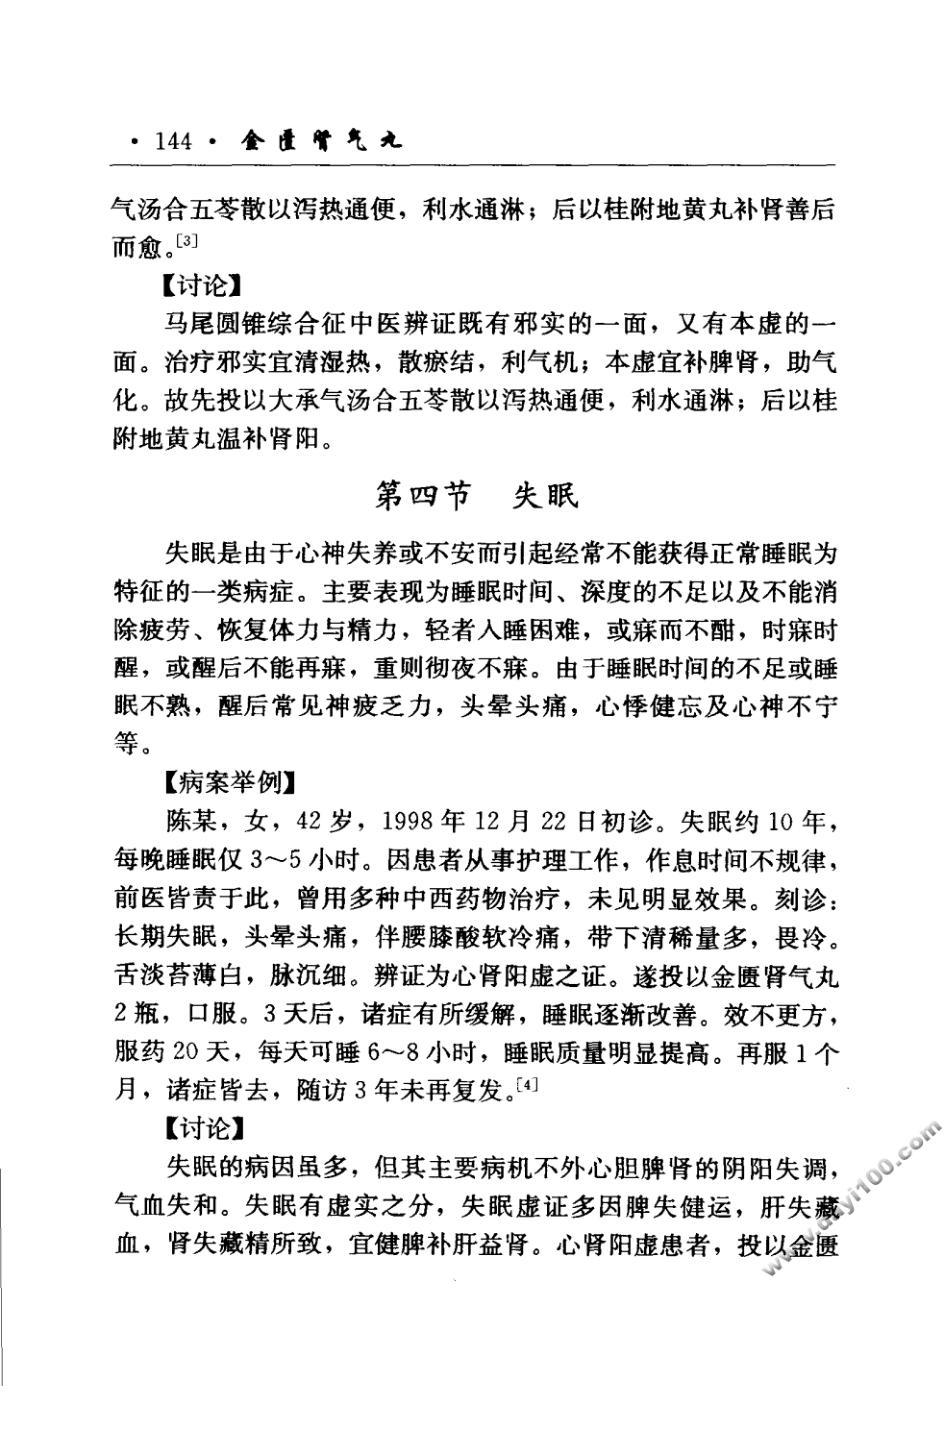 · 144 · 金匮肾气丸
气汤合五苓散以泻热通便，利水通淋；后以桂附地黄丸补肾善后
而愈。[3]
【讨论】
马尾圆锥综合征中医辨证既有邪实的一面，又有本虚的一
面。治疗邪实宜清湿热，散瘀结，利气机；本虚宜补脾肾，助气
化。故先投以大承气汤合五苓散以泻热通便，利水通淋；后以桂
附地黄丸温补肾阳。
第四节 失眠
失眠是由于心神失养或不安而引起经常不能获得正常睡眠为
特征的一类病症。主要表现为睡眠时间、深度的不足以及不能消
除疲劳、恢复体力与精力，轻者入睡困难，或寐而不酣，时寐时
醒，或醒后不能再寐，重则彻夜不寐。由于睡眠时间的不足或睡
眠不熟，醒后常见神疲乏力，头晕头痛，心悸健忘及心神不宁
等。
【病案举例】
陈某，女，42 岁，1998 年 12 月 22 日初诊。失眠约 10 年，
每晚睡眠仅 3～5 小时。因患者从事护理工作，作息时间不规律，
前医皆责于此，曾用多种中西药物治疗，未见明显效果。刻诊：
长期失眠，头晕头痛，伴腰膝酸软冷痛，带下清稀量多，畏冷。
舌淡苔薄白，脉沉细。辨证为心肾阳虚之证。遂投以金匮肾气丸
2 瓶，口服。3 天后，诸症有所缓解，睡眠逐渐改善。效不更方，
服药 20 天，每天可睡 6～8 小时，睡眠质量明显提高。再服 1 个
月，诸症皆去，随访 3 年未再复发。[4]
【讨论】
失眠的病因虽多，但其主要病机不外心胆脾肾的阴阳失调，
气血失和。失眠有虚实之分，失眠虚证多因脾失健运，肝失藏
血，肾失藏精所致，宜健脾补肝益肾。心肾阳虚患者，投以金匮